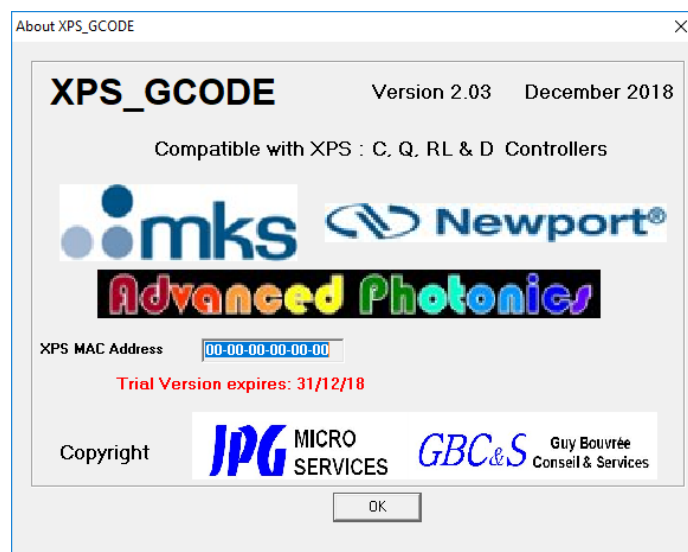 About XPS_GCODE
XPS_GCODE Version 2.03 December 2018
Compatible with XPS : C, Q, RL & D Controllers
mks Newport®
Advanced Photonics
XPS MAC Address 00-00-00-00-00-00
Trial Version expires: 31/12/18
Copyright JPG MICRO SERVICES GBC&S Guy Bouvrée Conseil & Services
OK